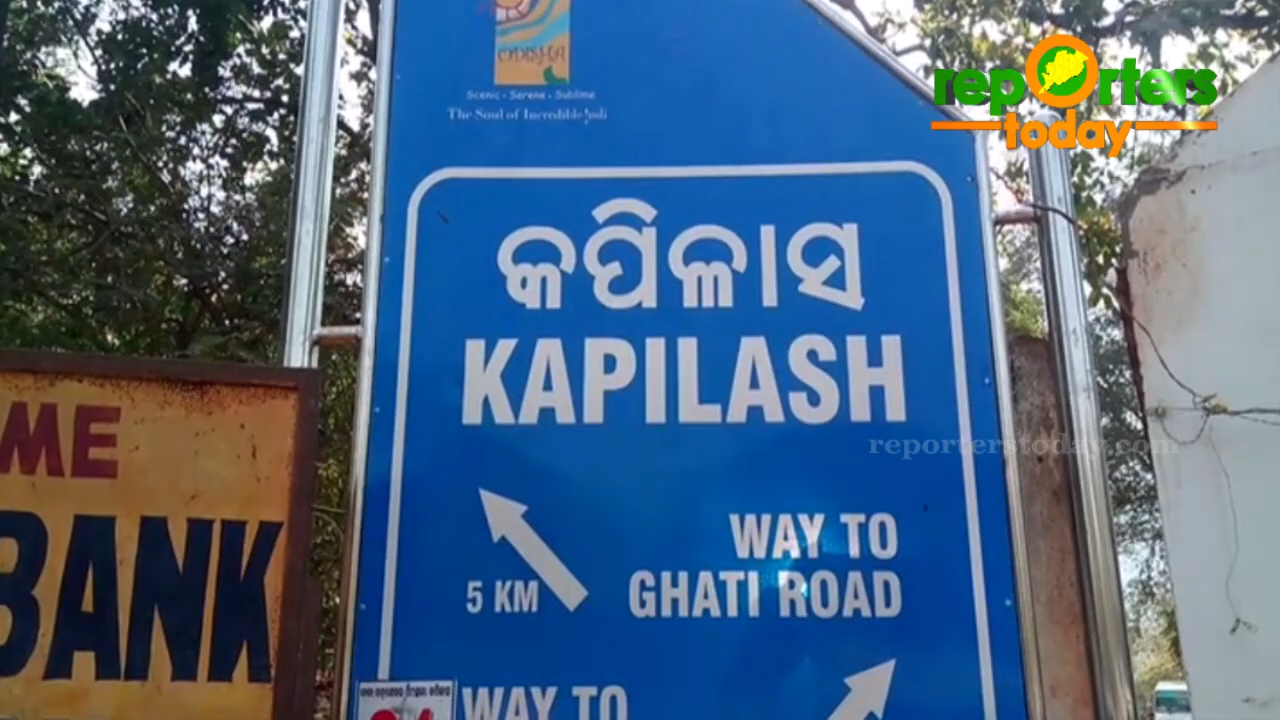 ODISHA
Scenic • Serene • Sublime
The Soul of Incredible Indi
reporters
today
କପିଳାସ
KAPILASH
reporterstoday.com
WAY TO
GHATI ROAD
5 KM
WAY TO
ME
BANK